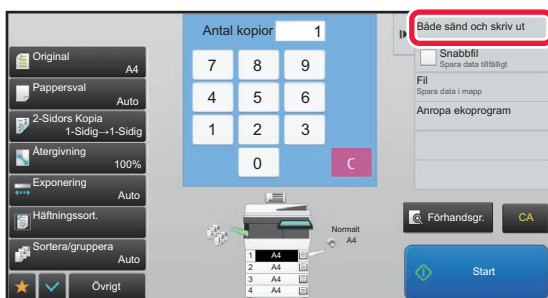 Antal kopior 1
Både sänd och skriv ut
Snabbfil
Spara data tillfälligt
Fil
Spara data i mapp
Anropa ekoprogram
Original
A4
Pappersval
Auto
2-Sidors Kopia
1-Sidig→1-Sidig
Återgivning
100%
Exponering
Auto
Häftningssort.
Sortera/gruppera
Auto
Övrigt
7 8 9
4 5 6
1 2 3
0 C
Normalt
A4
1 A4
2 A4
3 A4
4 A4
Förhandsgr.
CA
Start